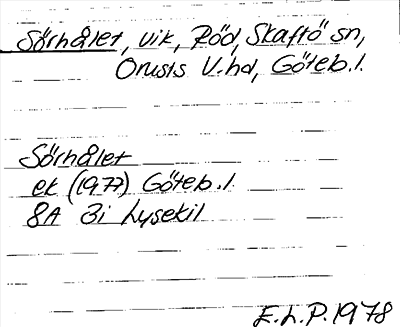 Sörhålet, vik, Röd, Skaftö sn,
Orusts V. hd, Göteb. l.
Sörhålet
ek (1977) Göteb. l.
8A 3i Lysekil
E.L.P. 1978